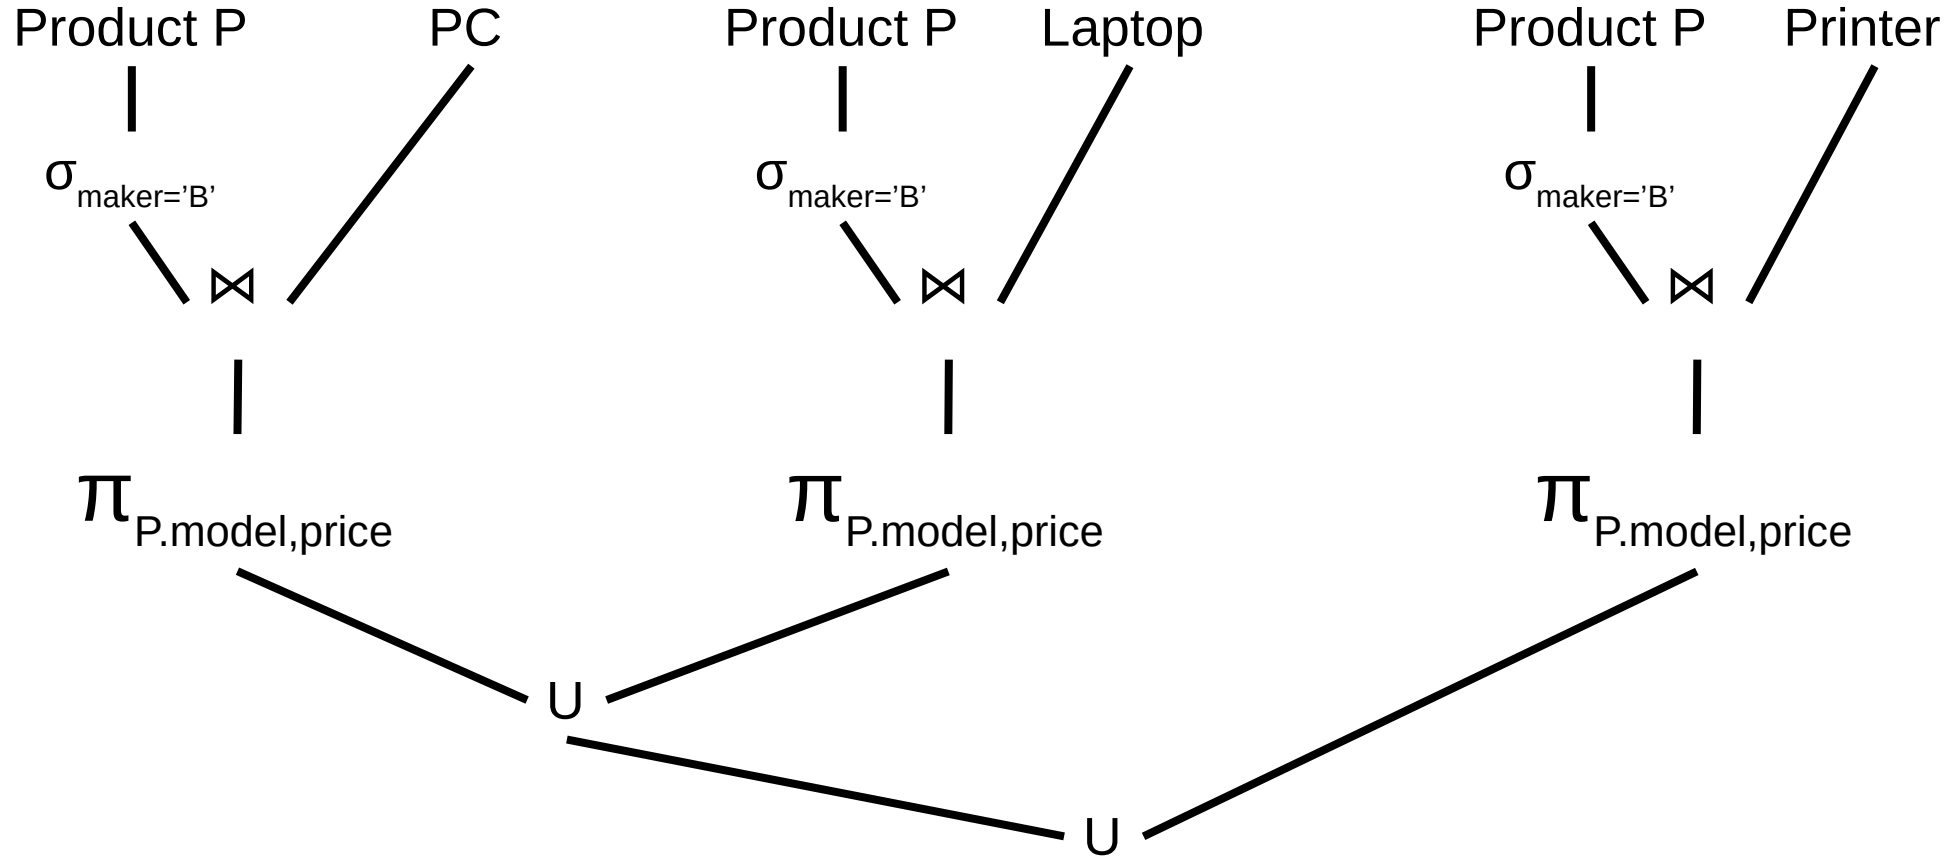 Product P PC Product P Laptop Product P Printer
σmaker=’B’ σmaker=’B’ σmaker=’B’
⋈ ⋈ ⋈
πP.model,price πP.model,price πP.model,price
U
U